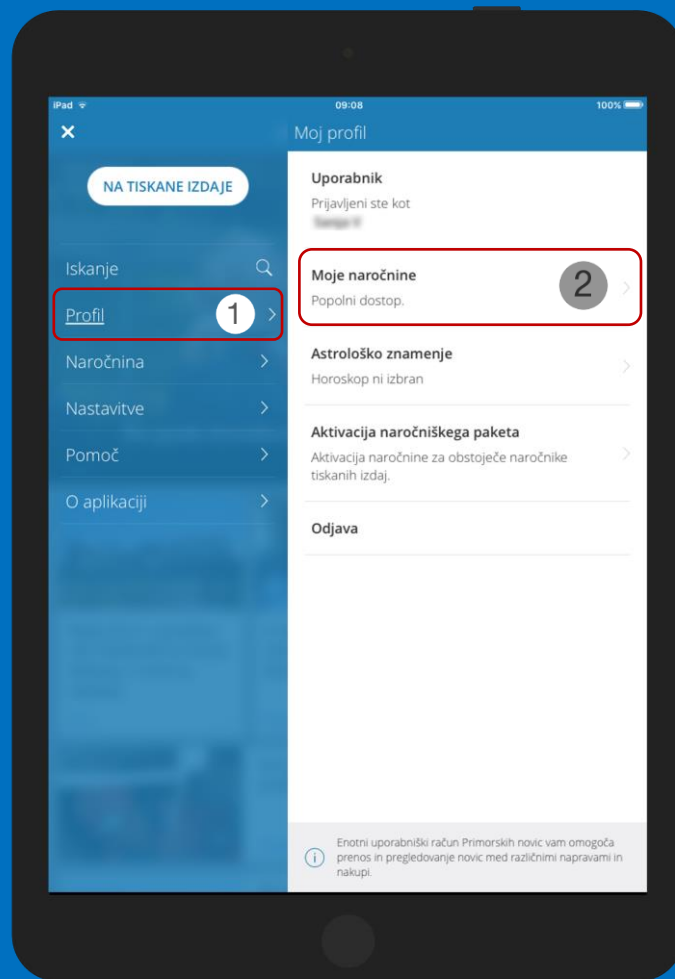 iPad
09:08
100%
Moj profil
NA TISKANE IZDAJE
Iskanje
Profil
1
Naročnina
Nastavitve
Pomoč
O aplikaciji
Uporabnik
Prijavljeni ste kot
Moje naročnine
Popolni dostop.
2
Astrološko znamenje
Horoskop ni izbran
Aktivacija naročniškega paketa
Aktivacija naročnine za obstoječe naročnike
tiskanih izdaj.
Odjava
Enotni uporabniški račun Primorskih novic vam omogoča
prenos in pregledovanje novic med različnimi napravami in
nakupi.